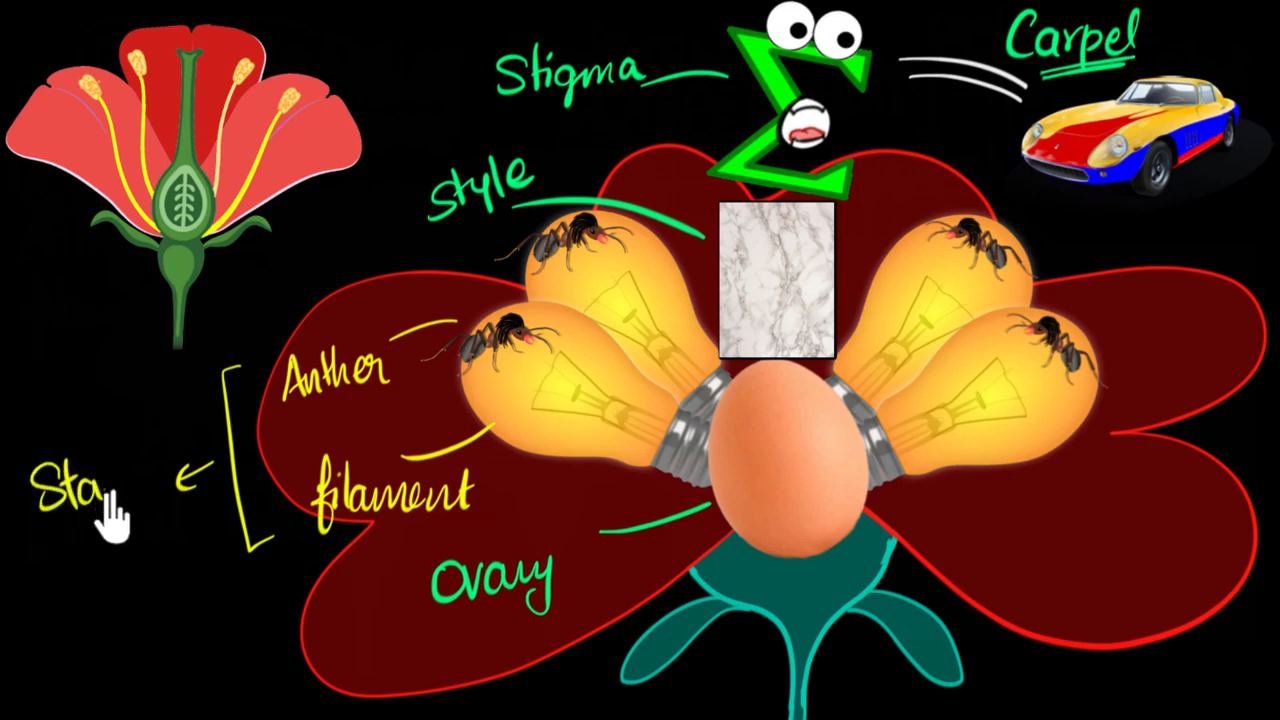 Carpel
Stigma
Style
Anther
filament
Sta
Ovary